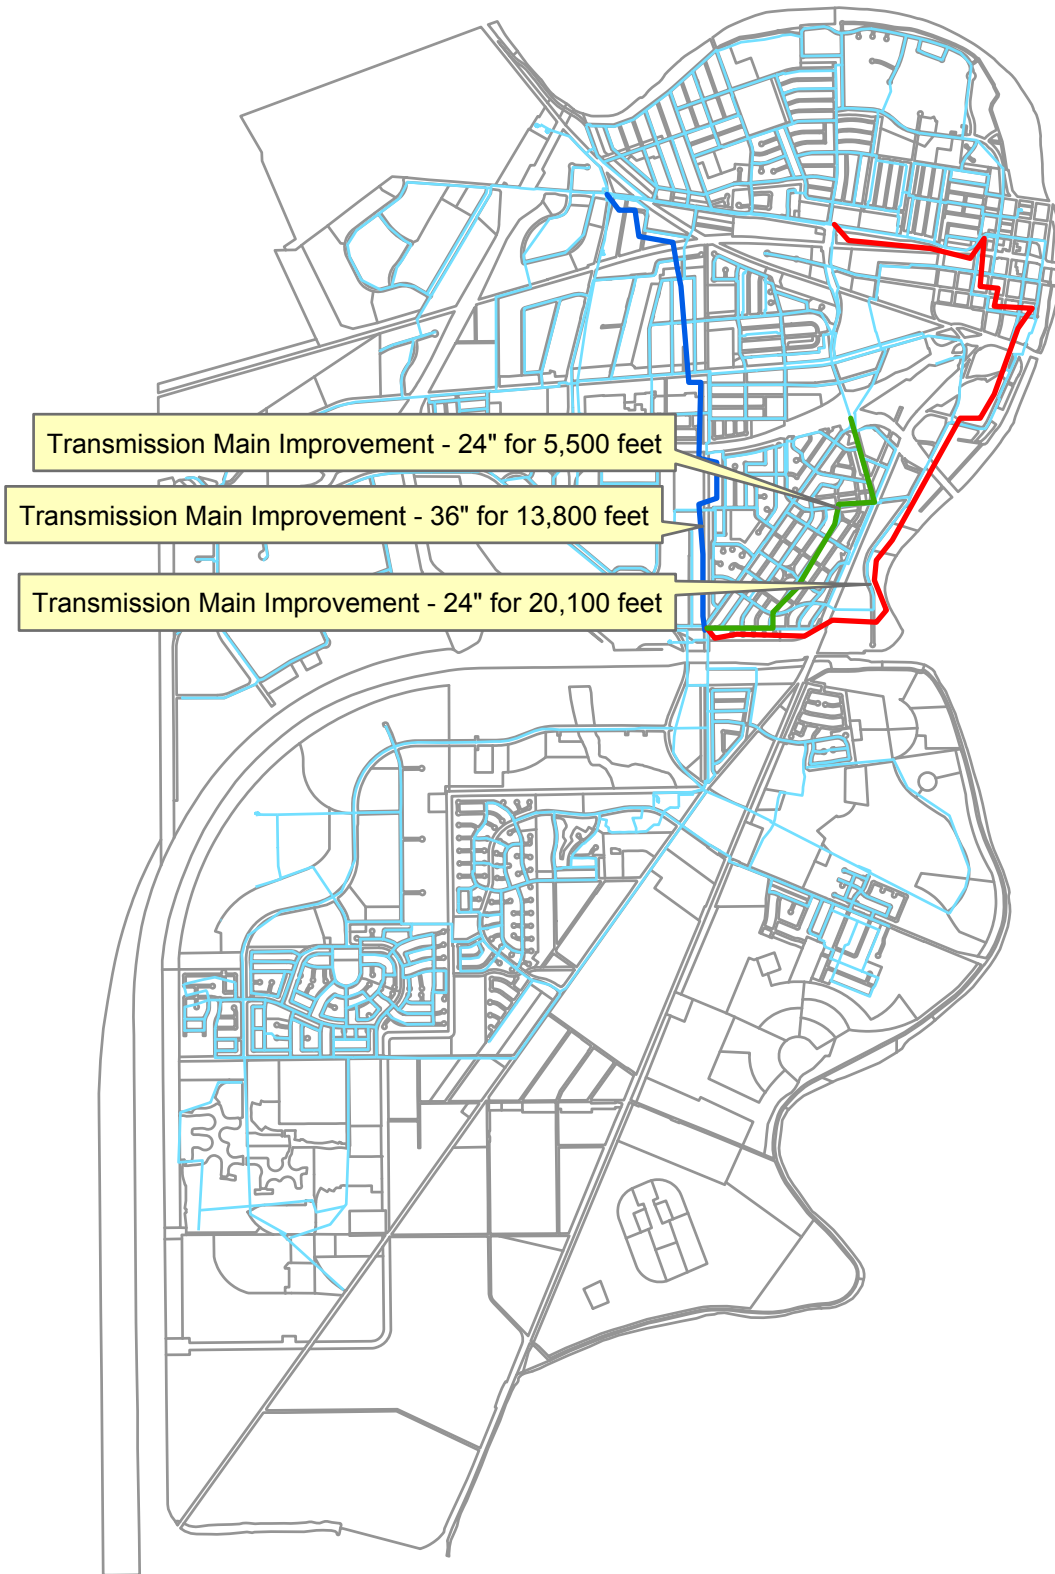 Transmission Main Improvement - 24" for 5,500 feet
Transmission Main Improvement - 36" for 13,800 feet
Transmission Main Improvement - 24" for 20,100 feet